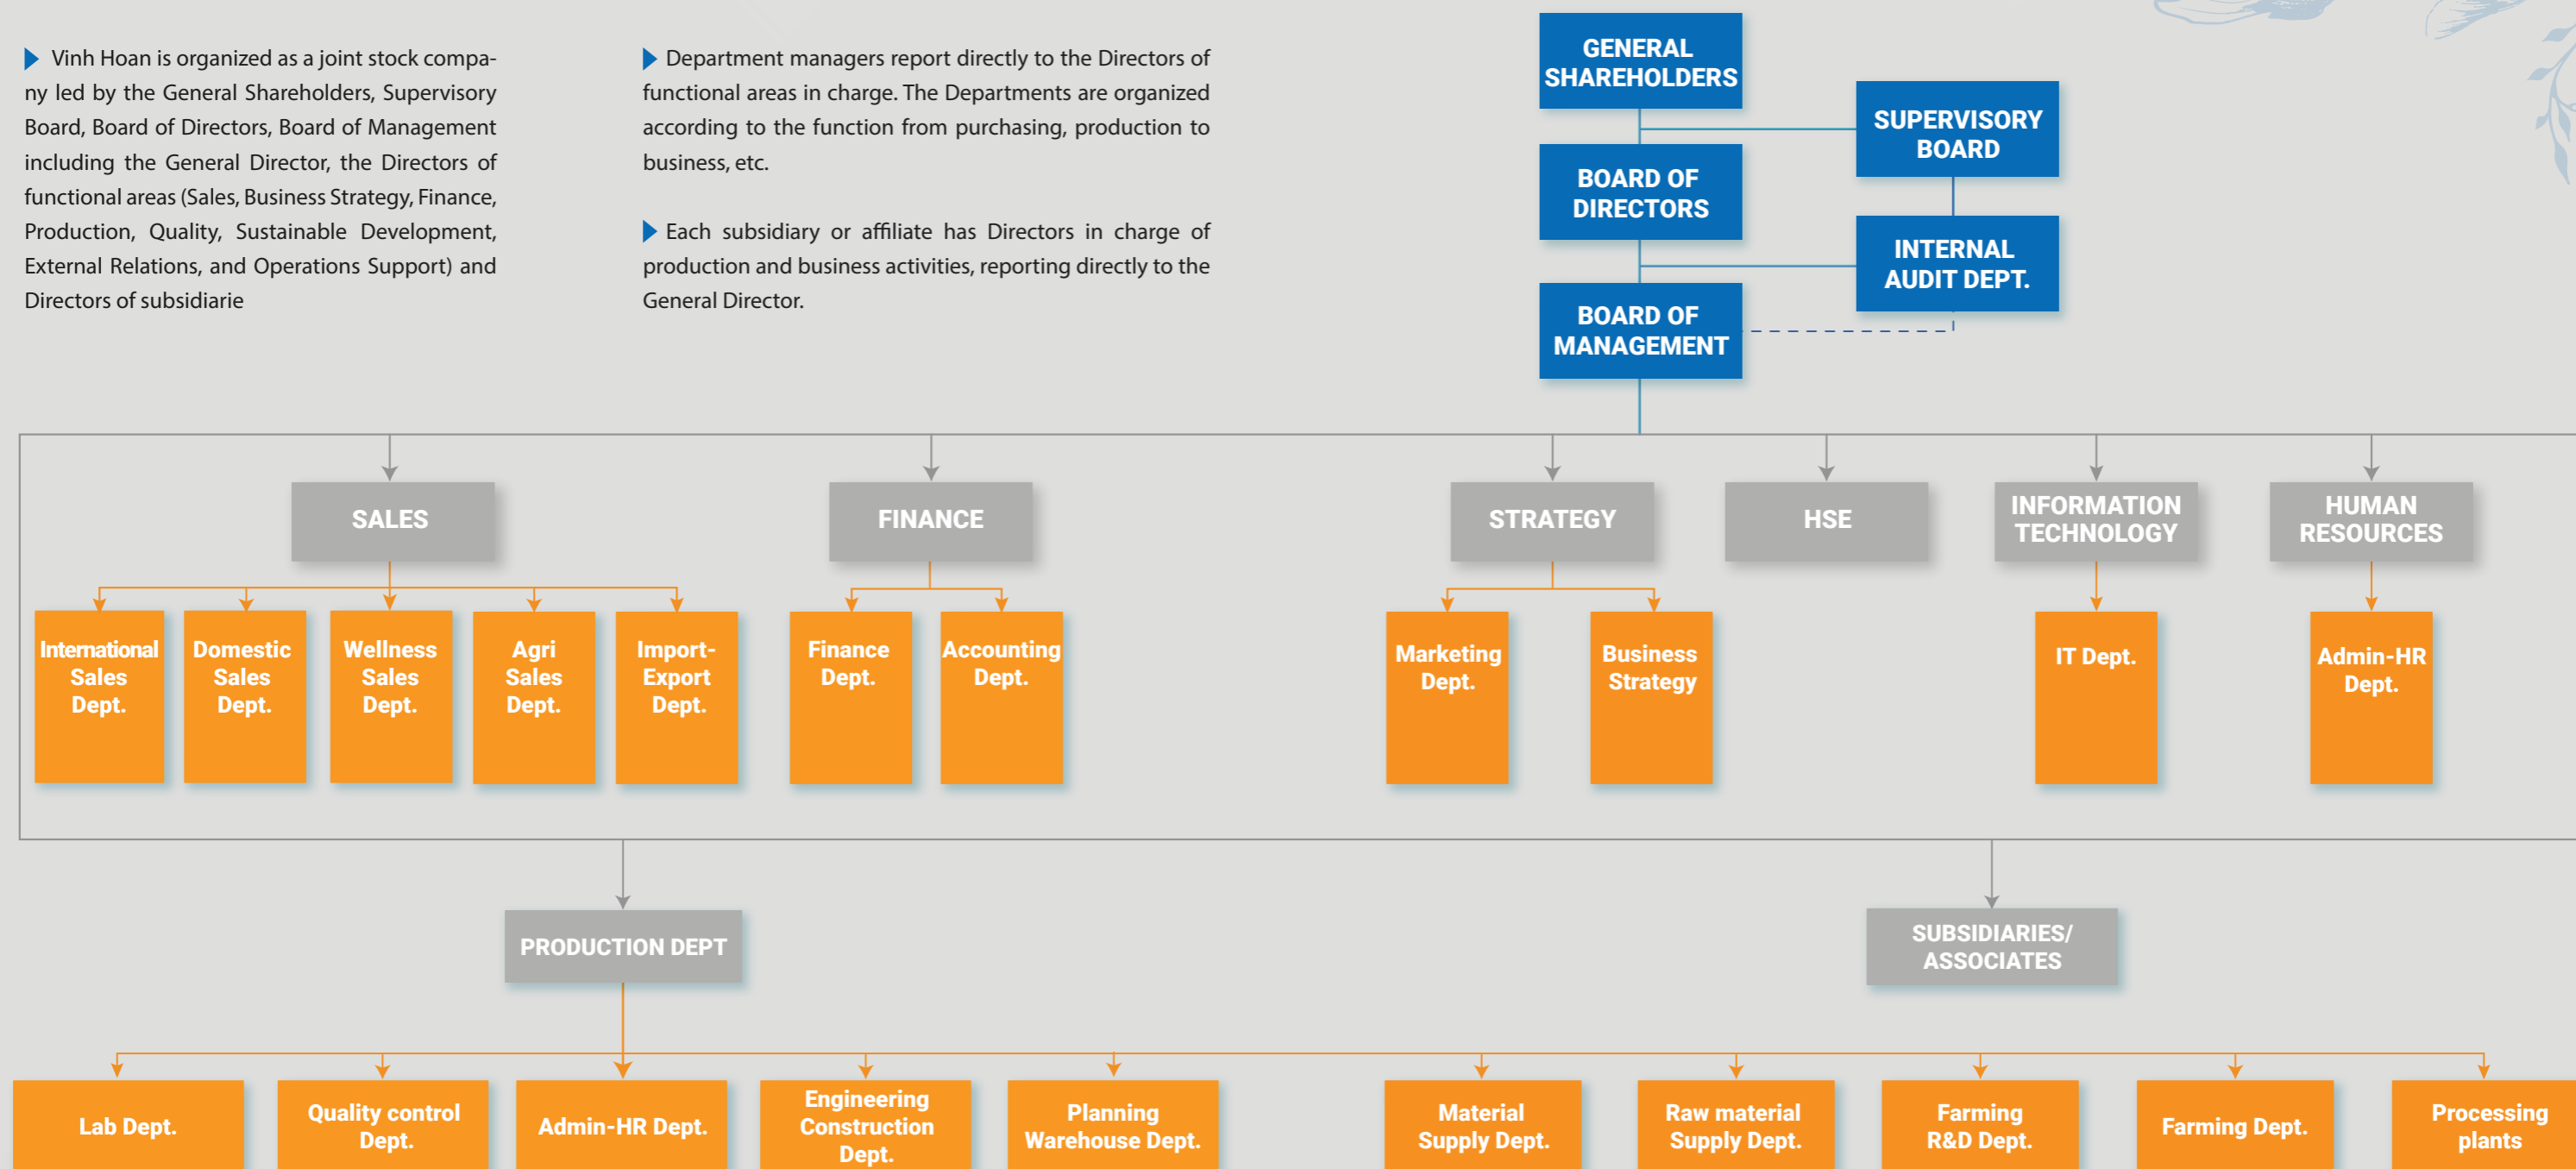 Vinh Hoan is organized as a joint stock compa-
ny led by the General Shareholders, Supervisory
Board, Board of Directors, Board of Management
including the General Director, the Directors of
functional areas (Sales, Business Strategy, Finance,
Production, Quality, Sustainable Development,
External Relations, and Operations Support) and
Directors of subsidiarie
Department managers report directly to the Directors of
functional areas in charge. The Departments are organized
according to the function from purchasing, production to
business, etc.
Each subsidiary or affiliate has Directors in charge of
production and business activities, reporting directly to the
General Director.
GENERAL
SHAREHOLDERS
SUPERVISORY
BOARD
BOARD OF
DIRECTORS
INTERNAL
AUDIT DEPT.
BOARD OF
MANAGEMENT
SALES
FINANCE
STRATEGY
HSE
INFORMATION
TECHNOLOGY
HUMAN
RESOURCES
International
Sales
Dept.
Domestic
Sales
Dept.
Wellness
Sales
Dept.
Agri
Sales
Dept.
Import-
Export
Dept.
Finance
Dept.
Accounting
Dept.
Marketing
Dept.
Business
Strategy
IT Dept.
Admin-HR
Dept.
PRODUCTION DEPT
SUBSIDIARIES/
ASSOCIATES
Lab Dept.
Quality control
Dept.
Admin-HR Dept.
Engineering
Construction
Dept.
Planning
Warehouse Dept.
Material
Supply Dept.
Raw material
Supply Dept.
Farming
R&D Dept.
Farming Dept.
Processing
plants